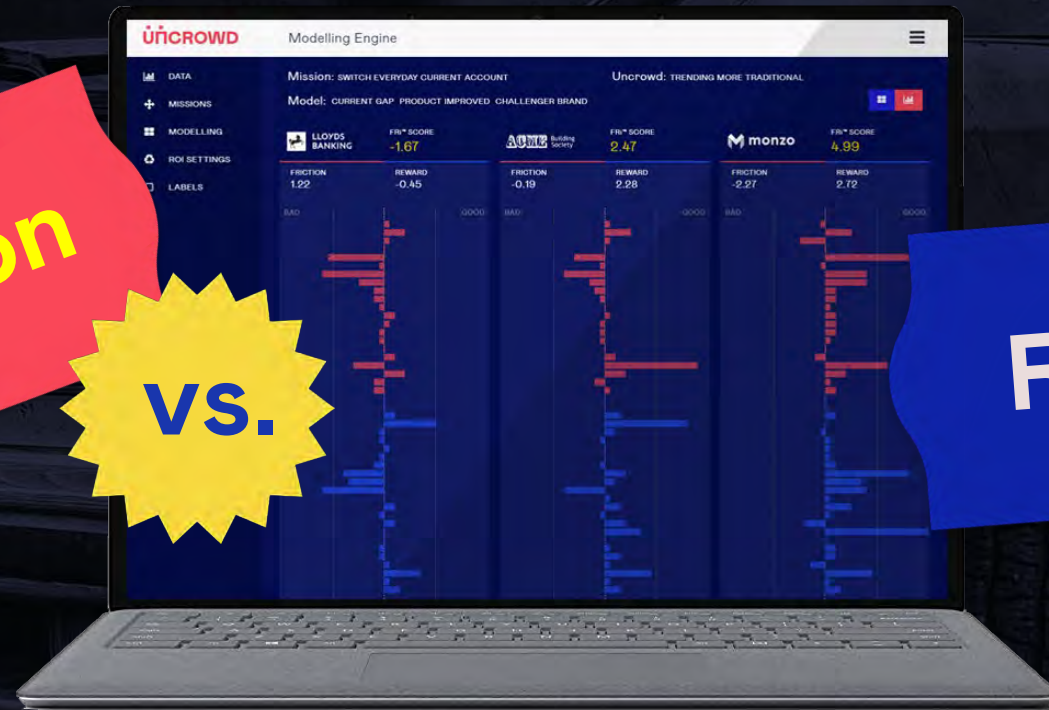 üñCROWD
Modelling Engine
DATA
MISSIONS
MODELLING
ROI SETTINGS
LABELS
Mission: SWITCH EVERYDAY CURRENT ACCOUNT
Uncrowd: TRENDING MORE TRADITIONAL
Model: CURRENT GAP PRODUCT IMPROVED CHALLENGER BRAND
LLOYDS
BANKING
FRi™ SCORE
-1.67
FRICTION
1.22
REWARD
-0.45
BAD
GOOD
ACME Building
Society
FRi™ SCORE
2.47
FRICTION
-0.19
REWARD
2.28
BAD
GOOD
monzo
FRi™ SCORE
4.99
FRICTION
-2.27
REWARD
2.72
BAD
GOOD
on
vs.
F